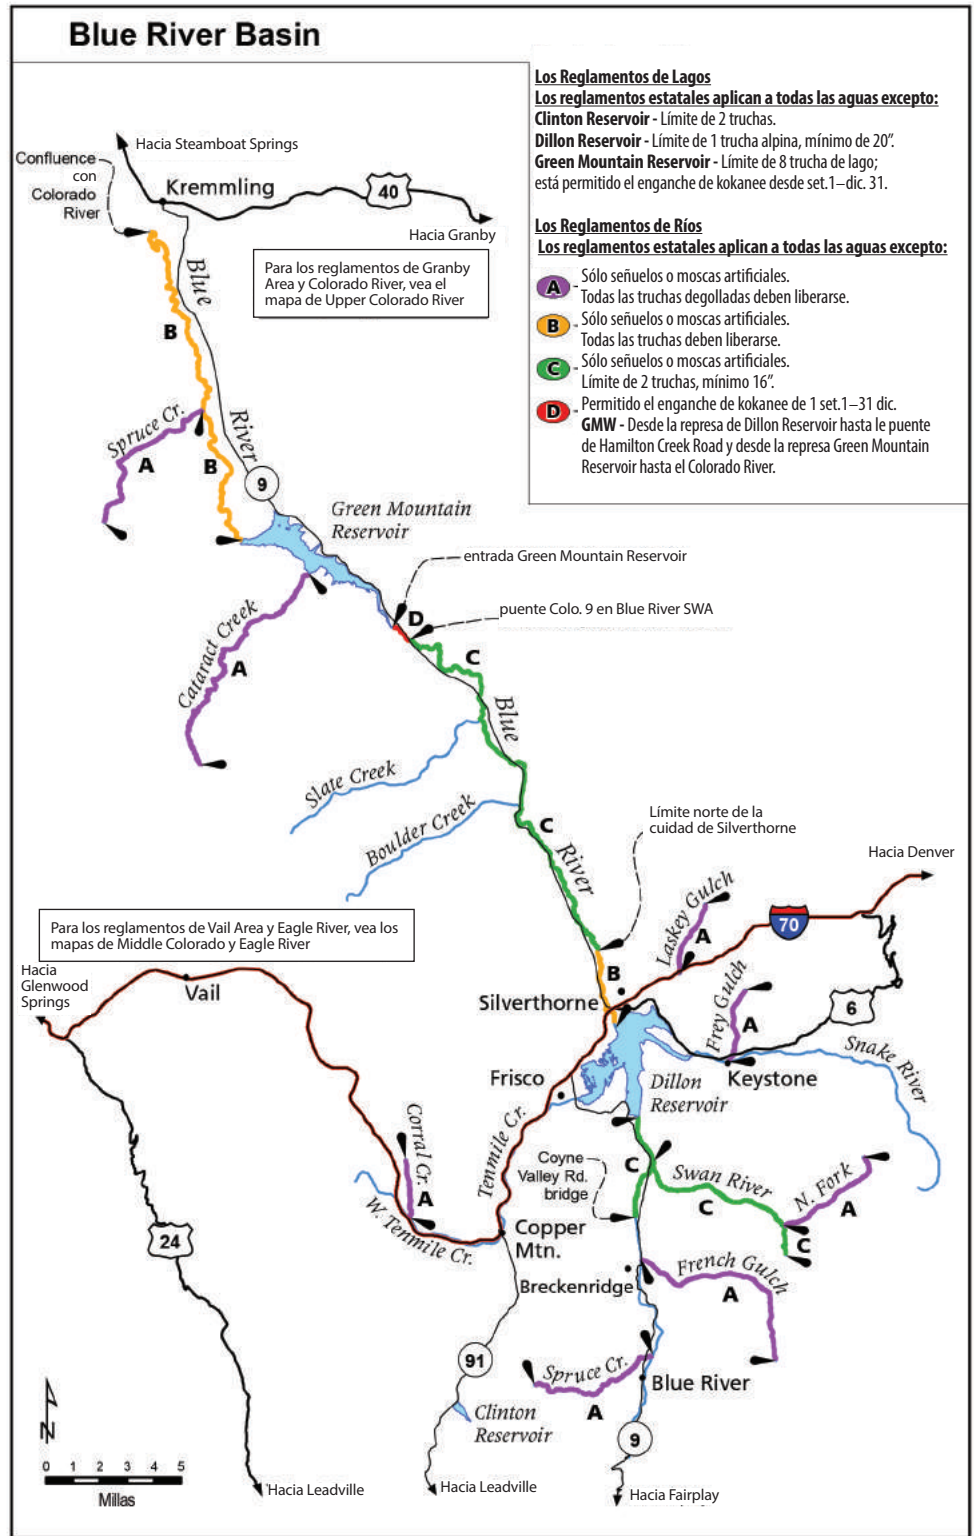 Blue River Basin
Los Reglamentos de Lagos
Los reglamentos estatales aplican a todas las aguas excepto:
Clinton Reservoir - Límite de 2 truchas.
Dillon Reservoir - Límite de 1 trucha alpina, mínimo de 20”.
Green Mountain Reservoir - Límite de 8 trucha de lago;
está permitido el enganche de kokanee desde set.1–dic. 31.
Los Reglamentos de Ríos
Los reglamentos estatales aplican a todas las aguas excepto:
A - Sólo señuelos o moscas artificiales.
Todas las truchas degolladas deben liberarse.
B - Sólo señuelos o moscas artificiales.
Todas las truchas deben liberarse.
C - Sólo señuelos o moscas artificiales.
Límite de 2 truchas, mínimo 16”.
D - Permitido el enganche de kokanee de 1 set.1–31 dic.
GMW - Desde la represa de Dillon Reservoir hasta le puente
de Hamilton Creek Road y desde la represa Green Mountain
Reservoir hasta el Colorado River.
Hacia Steamboat Springs
Confluence
con
Colorado
River
Kremmling
40
Hacia Granby
Para los reglamentos de Granby
Area y Colorado River, vea el
mapa de Upper Colorado River
Blue
B
Spruce Cr.
A
B
River
9
Green Mountain
Reservoir
entrada Green Mountain Reservoir
puente Colo. 9 en Blue River SWA
D
C
Cataract Creek
A
Blue
Slate Creek
Boulder Creek
C
River
Límite norte de la
cuidad de Silverthorne
Hacia Denver
Laskey Gulch
A
70
Para los reglamentos de Vail Area y Eagle River, vea los
mapas de Middle Colorado y Eagle River
Hacia
Glenwood
Springs
Vail
B
Silverthorne
Frey Gulch
A
6
Snake River
Keystone
Frisco
Dillon
Reservoir
Tenmile Cr.
Corral Cr.
A
W. Tenmile Cr.
Coyne
Valley Rd.
bridge
C
Swan River
C
N. Fork
A
C
Copper
Mtn.
24
Breckenridge
French Gulch
A
91
Spruce Cr.
A
Blue River
Clinton
Reservoir
9
N
0 1 2 3 4 5
Millas
Hacia Leadville
Hacia Leadville
Hacia Fairplay